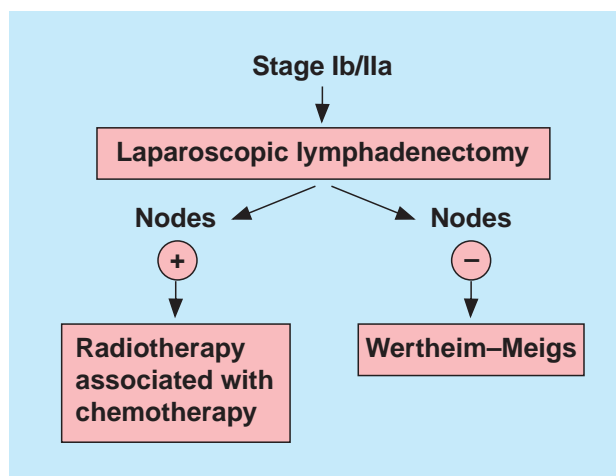 Stage Ib/IIa
Laparoscopic lymphadenectomy
Nodes
Nodes
+
–
Radiotherapy
associated with
chemotherapy
Wertheim–Meigs